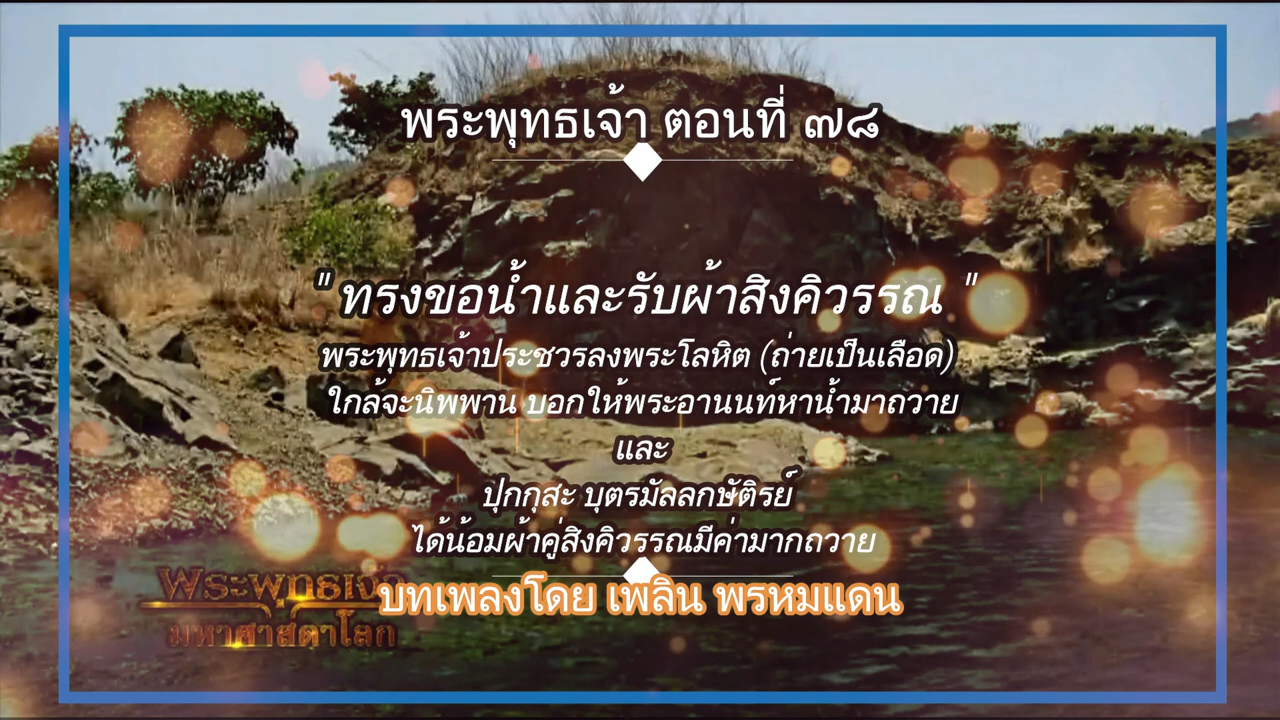 พระพุทธเจ้า ตอนที่ ๗๘
" ทรงขอน้ำและรับผ้าสิงคิวรรณ "
พระพุทธเจ้าประชวรลงพระโลหิต (ถ่ายเป็นเลือด)
ใกล้จะนิพพาน บอกให้พระอานนท์หาน้ำมาถวาย
และ
ปุกกุสะ บุตรมัลลกษัติรย์
ได้น้อมผ้าคู่สิงคิวรรณมีค่ามากถวาย
บทเพลงโดย เพลิน พรหมแดน
พระพุทธเจ้า
มหาศาสดาโลก